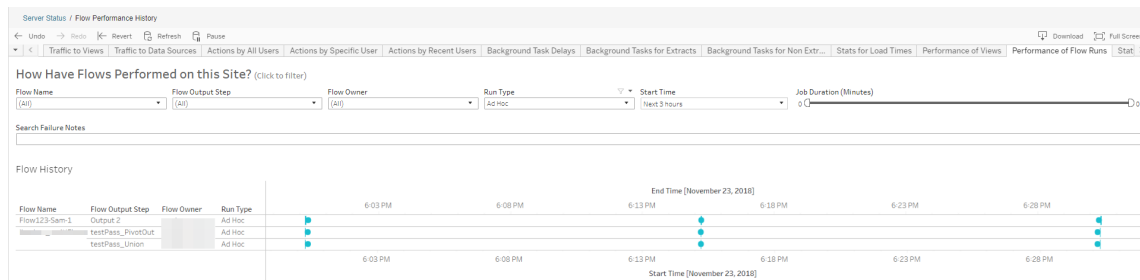 Server Status / Flow Performance History
Undo Redo Revert Refresh Pause
Download Full Screen
Traffic to Views Traffic to Data Sources Actions by All Users Actions by Specific User Actions by Recent Users Background Task Delays Background Tasks for Extracts Background Tasks for Non Extr... Stats for Load Times Performance of Views Performance of Flow Runs Stat
How Have Flows Performed on this Site? (Click to filter)
Flow Name Flow Output Step Flow Owner Run Type Start Time Job Duration (Minutes)
(All) (All) (All) Ad Hoc Next 3 hours 0 0
Search Failure Notes
Flow History
End Time [November 23, 2018]
6:03 PM 6:08 PM 6:13 PM 6:18 PM 6:23 PM 6:28 PM
Flow Name Flow Output Step Flow Owner Run Type
Flow123-Sam-1 Output 2 Ad Hoc
testPass_PivotOut Ad Hoc
testPass_Union Ad Hoc
6:03 PM 6:08 PM 6:13 PM 6:18 PM 6:23 PM 6:28 PM
Start Time [November 23, 2018]